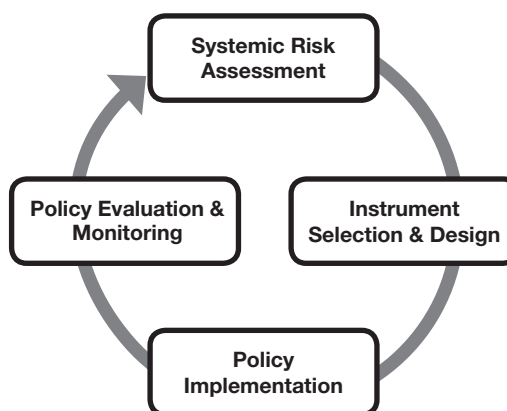 Systemic Risk
Assessment
Policy Evaluation &
Monitoring
Instrument
Selection & Design
Policy
Implementation